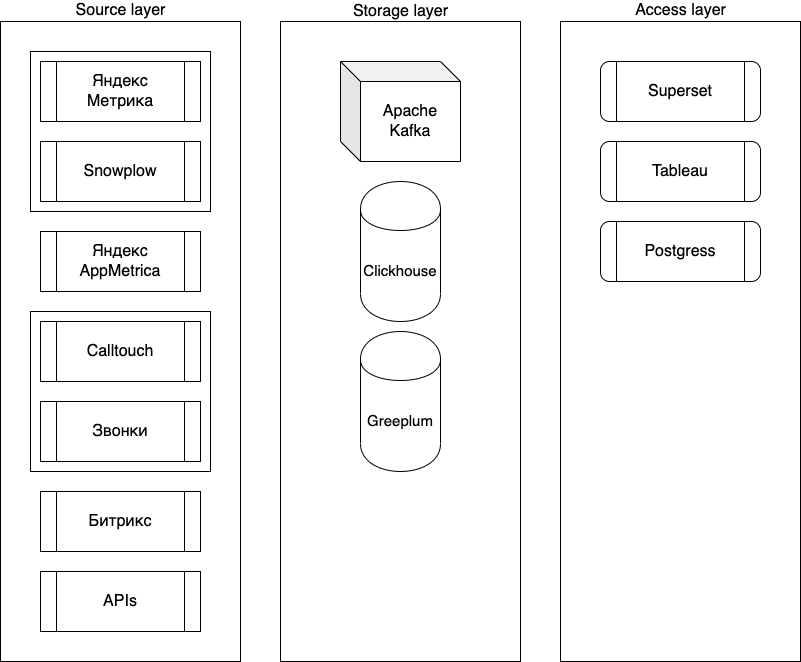 Source layer
Яндекс
Метрика
Snowplow
Яндекс
AppMetrica
Calltouch
Звонки
Битрикс
APIs
Storage layer
Apache
Kafka
Clickhouse
Greeplum
Access layer
Superset
Tableau
Postgress